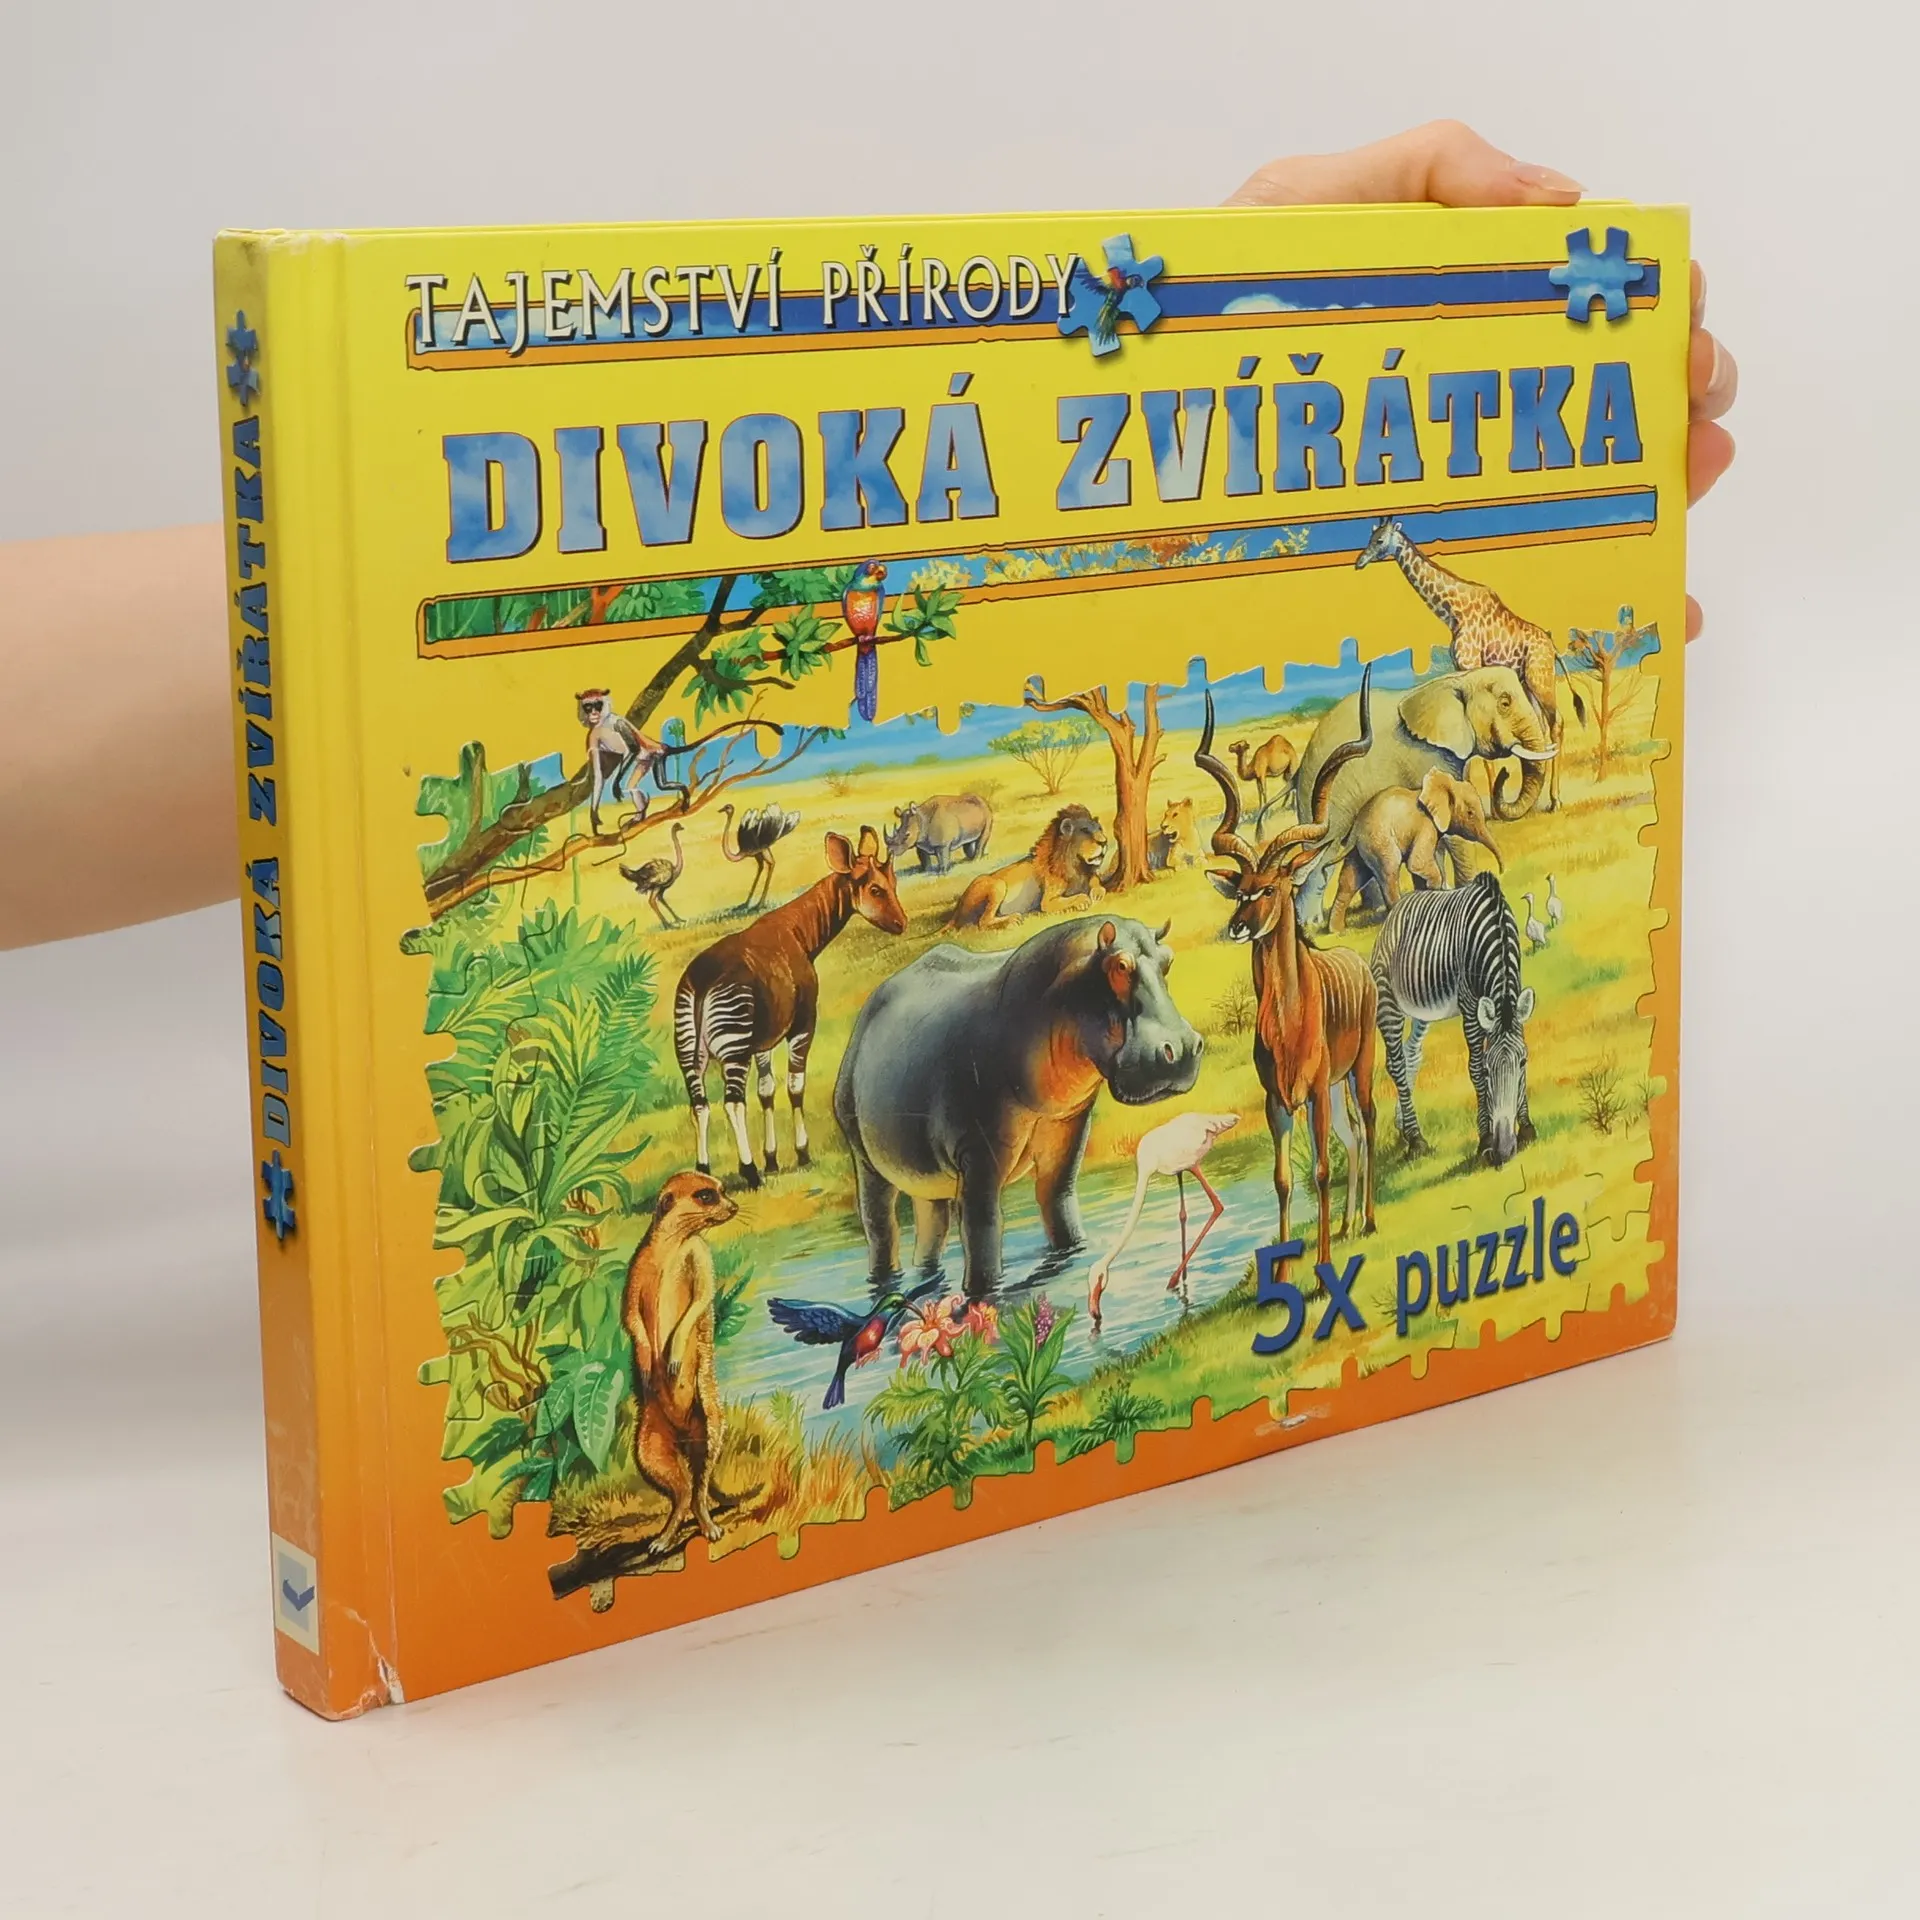 TAJEMSTVÍ PŘÍRODY
DIVOKÁ ZVÍŘÁTKA
5x puzzle
DIVOKÁ ZVÍŘÁTKA